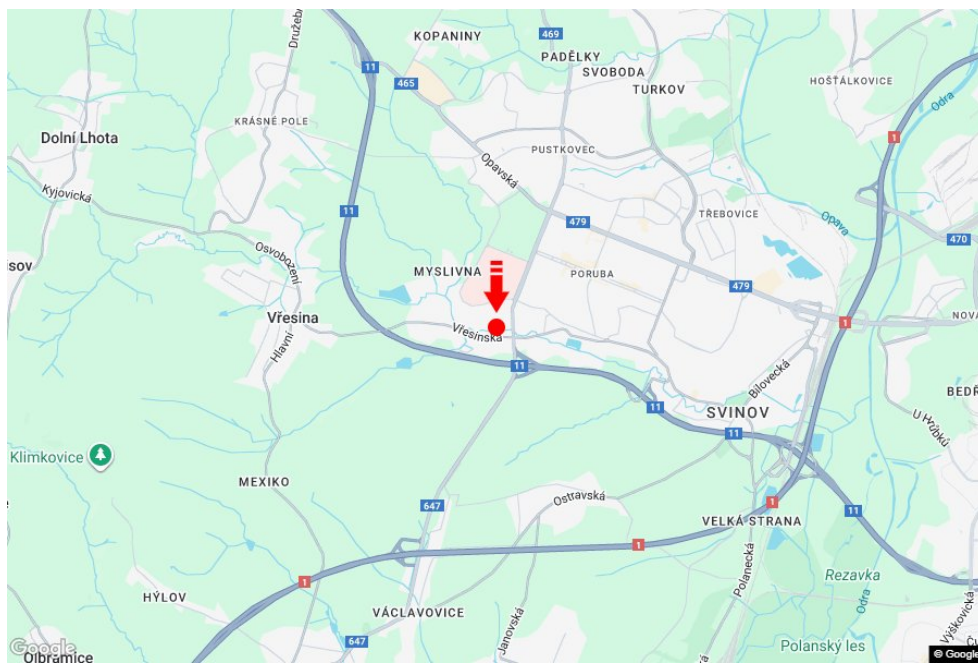 KOPANINY
469
PADĚLKY
SVOBODA
TURKOV
HOŠŤÁLKOVICE
11
465
Odra
1
KRÁSNÉ POLE
Dolní Lhota
PUSTKOVEC
Opavská
Kyjovická
11
479
TŘEBOVICE
Opava
470
Osvobození
MYSLIVNA
PORUBA
479
Vřesina
Hlavní
Vřesinská
1
NOVÁ
11
Bílovecká
11
SVINOV
11
U Hrůbků
Klimkovice
MEXIKO
647
Ostravská
1
VELKÁ STRANA
11
1
Polanecká
Rezavka
1
HÝLOV
VÁCLAVOVICE
Odra
647
Janovská
Výškovická
Polanský les
Google
Olbramice
© Google